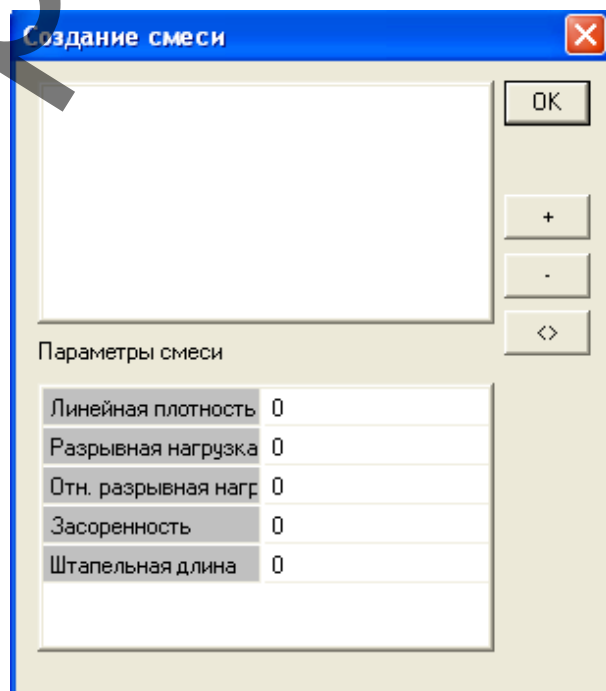 Создание смеси
OK
+
-
<>
Параметры смеси
Линейная плотность 0
Разрывная нагрузка 0
Отн. разрывная нагр 0
Засоренность 0
Штапельная длина 0